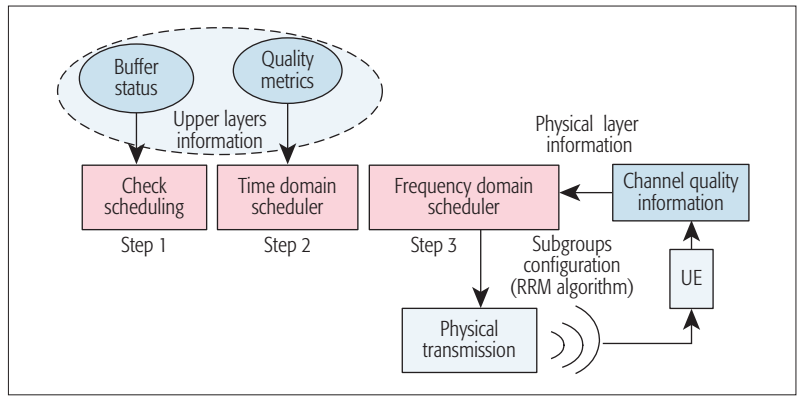 Buffer
status
Quality
metrics
Upper layers
information
Physical layer
information
Check
scheduling
Time domain
scheduler
Frequency domain
scheduler
Channel quality
information
Step 1
Step 2
Step 3
Subgroups
configuration
(RRM algorithm)
UE
Physical
transmission